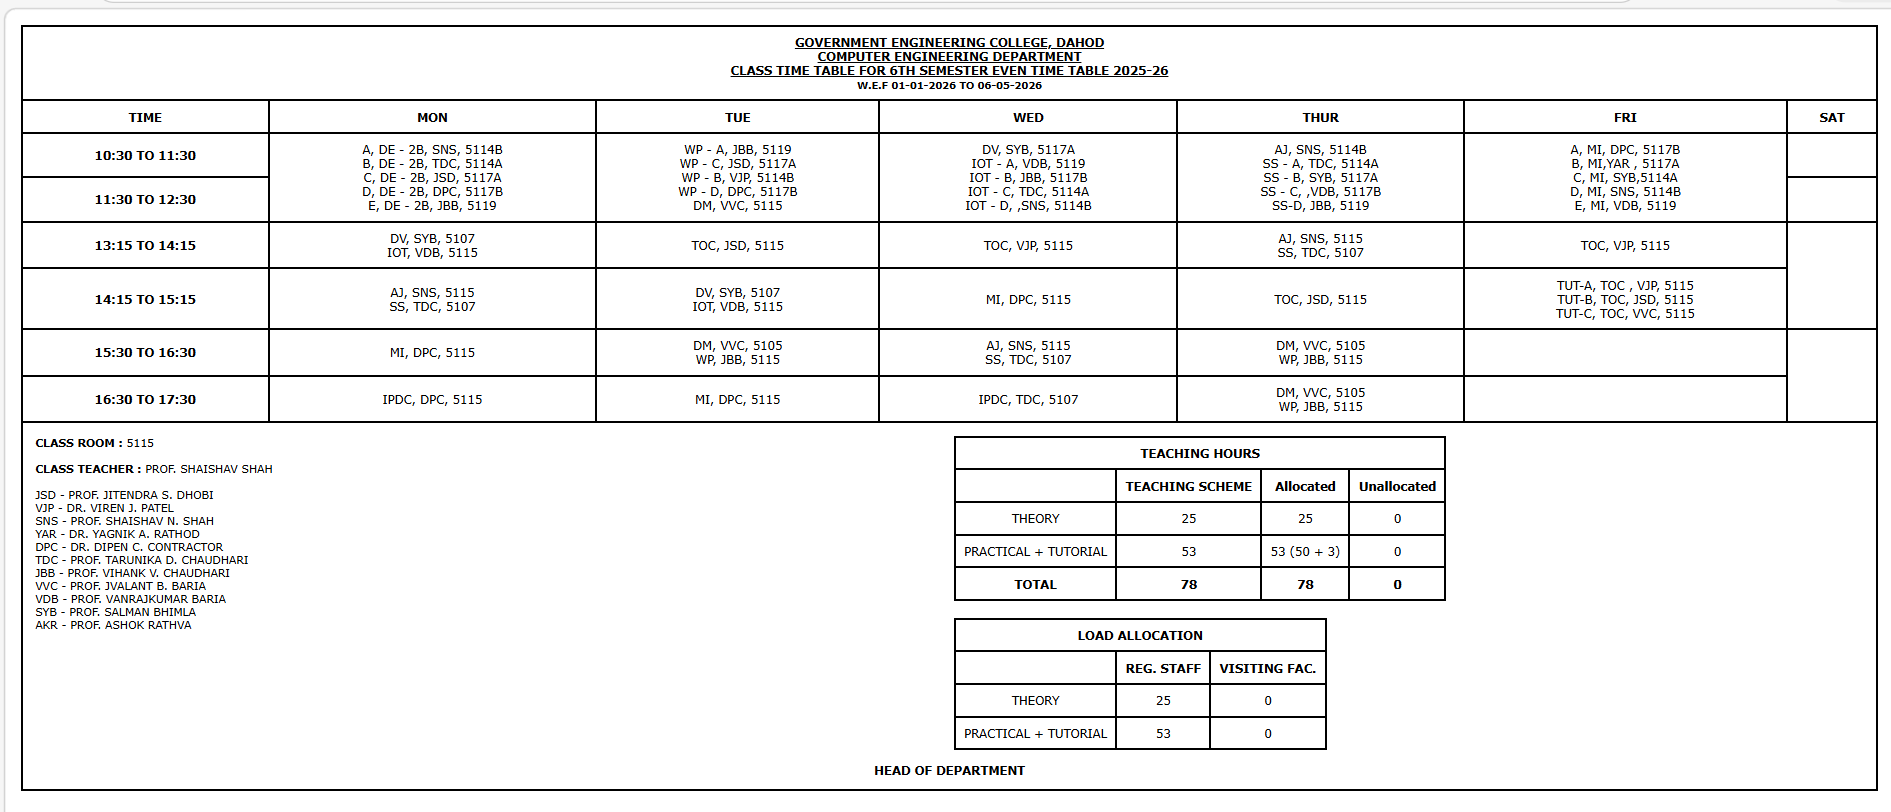 GOVERNMENT ENGINEERING COLLEGE, DAHOD
COMPUTER ENGINEERING DEPARTMENT
CLASS TIME TABLE FOR 6TH SEMESTER EVEN TIME TABLE 2025-26
W.E.F 01-01-2026 TO 06-05-2026
TIME
MON
TUE
WED
THUR
FRI
SAT
10:30 TO 11:30
11:30 TO 12:30
A, DE - 2B, SNS, 5114B
B, DE - 2B, TDC, 5114A
C, DE - 2B, JSD, 5117A
D, DE - 2B, DPC, 5117B
E, DE - 2B, JBB, 5119
WP - A, JBB, 5119
WP - C, JSD, 5117A
WP - B, VJP, 5114B
WP - D, DPC, 5117B
DM, VVC, 5115
DV, SYB, 5117A
IOT - A, VDB, 5119
IOT - B, JBB, 5117B
IOT - C, TDC, 5114A
IOT - D, ,SNS, 5114B
AJ, SNS, 5114B
SS - A, TDC, 5114A
SS - B, SYB, 5117A
SS - C, ,VDB, 5117B
SS-D, JBB, 5119
A, MI, DPC, 5117B
B, MI,YAR , 5117A
C, MI, SYB,5114A
D, MI, SNS, 5114B
E, MI, VDB, 5119
13:15 TO 14:15
DV, SYB, 5107
IOT, VDB, 5115
TOC, JSD, 5115
TOC, VJP, 5115
AJ, SNS, 5115
SS, TDC, 5107
TOC, VJP, 5115
14:15 TO 15:15
AJ, SNS, 5115
SS, TDC, 5107
DV, SYB, 5107
IOT, VDB, 5115
MI, DPC, 5115
TOC, JSD, 5115
TUT-A, TOC , VJP, 5115
TUT-B, TOC, JSD, 5115
TUT-C, TOC, VVC, 5115
15:30 TO 16:30
MI, DPC, 5115
DM, VVC, 5105
WP, JBB, 5115
AJ, SNS, 5115
SS, TDC, 5107
DM, VVC, 5105
WP, JBB, 5115
16:30 TO 17:30
IPDC, DPC, 5115
MI, DPC, 5115
IPDC, TDC, 5107
DM, VVC, 5105
WP, JBB, 5115
CLASS ROOM : 5115
CLASS TEACHER : PROF. SHAISHAV SHAH
JSD - PROF. JITENDRA S. DHOBI
VJP - DR. VIREN J. PATEL
SNS - PROF. SHAISHAV N. SHAH
YAR - DR. YAGNIK A. RATHOD
DPC - DR. DIPEN C. CONTRACTOR
TDC - PROF. TARUNIKA D. CHAUDHARI
JBB - PROF. VIHANK V. CHAUDHARI
VVC - PROF. JVALANT B. BARIA
VDB - PROF. VANRAJKUMAR BARIA
SYB - PROF. SALMAN BHIMLA
AKR - PROF. ASHOK RATHVA
TEACHING HOURS
TEACHING SCHEME Allocated Unallocated
THEORY 25 25 0
PRACTICAL + TUTORIAL 53 53 (50 + 3) 0
TOTAL 78 78 0
LOAD ALLOCATION
REG. STAFF VISITING FAC.
THEORY 25 0
PRACTICAL + TUTORIAL 53 0
HEAD OF DEPARTMENT